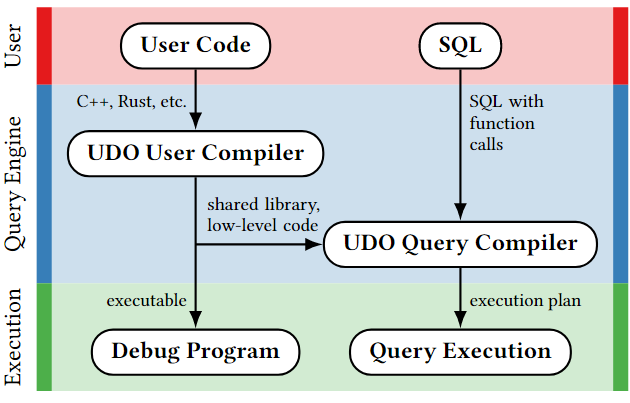 User
User Code
SQL
C++, Rust, etc.
SQL with
function
calls
Query Engine
UDO User Compiler
shared library,
low-level code
UDO Query Compiler
Execution
executable
execution plan
Debug Program
Query Execution